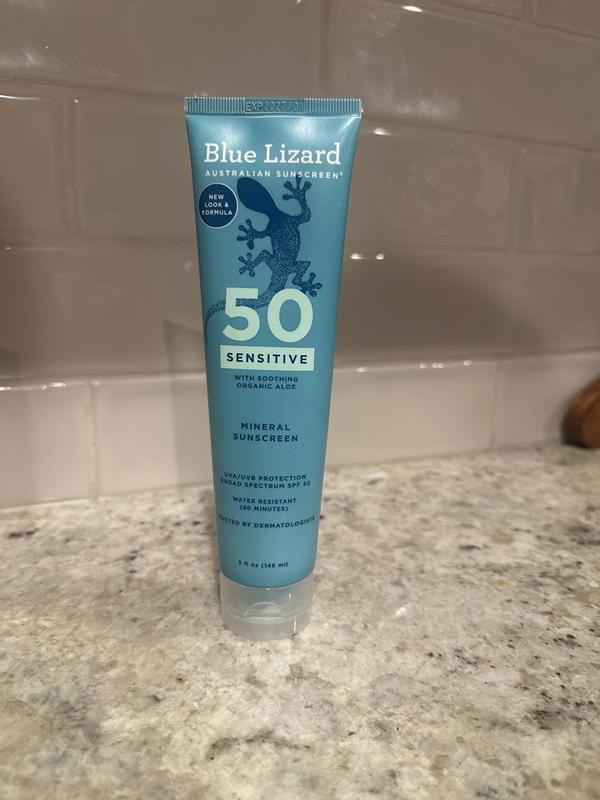 EXP 2027/01
Blue Lizard
AUSTRALIAN SUNSCREEN®
NEW
LOOK &
FORMULA
50
SENSITIVE
WITH SOOTHING
ORGANIC ALOE
MINERAL
SUNSCREEN
UVA/UVB PROTECTION
BROAD SPECTRUM SPF 50
WATER RESISTANT
(80 MINUTES)
TRUSTED BY DERMATOLOGISTS
5 fl oz (148 ml)